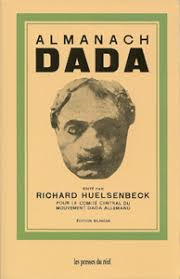 ALMANACH
DADA
ÉDITÉ PAR
RICHARD HUELSENBECK
POUR LE COMITÉ CENTRAL DU
MOUVEMENT DADA ALLEMAND
ÉDITION BILINGUE
les presses du réel